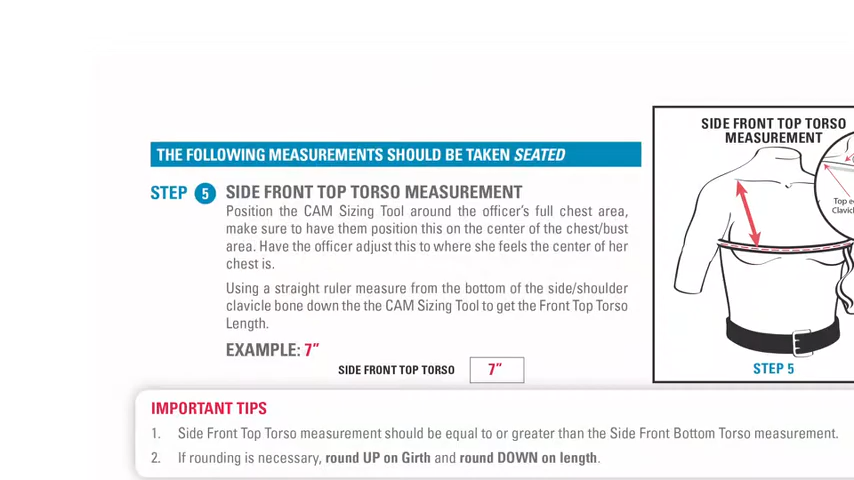 SIDE FRONT TOP TORSO
MEASUREMENT
THE FOLLOWING MEASUREMENTS SHOULD BE TAKEN SEATED
STEP 5 SIDE FRONT TOP TORSO MEASUREMENT
Position the CAM Sizing Tool around the officer's full chest area,
make sure to have them position this on the center of the chest/bust
area. Have the officer adjust this to where she feels the center of her
chest is.
Using a straight ruler measure from the bottom of the side/shoulder
clavicle bone down the the CAM Sizing Tool to get the Front Top Torso
Length.
EXAMPLE: 7"
SIDE FRONT TOP TORSO 7"
Top
Clavic
STEP 5
IMPORTANT TIPS
1. Side Front Top Torso measurement should be equal to or greater than the Side Front Bottom Torso measurement.
2. If rounding is necessary, round UP on Girth and round DOWN on length.